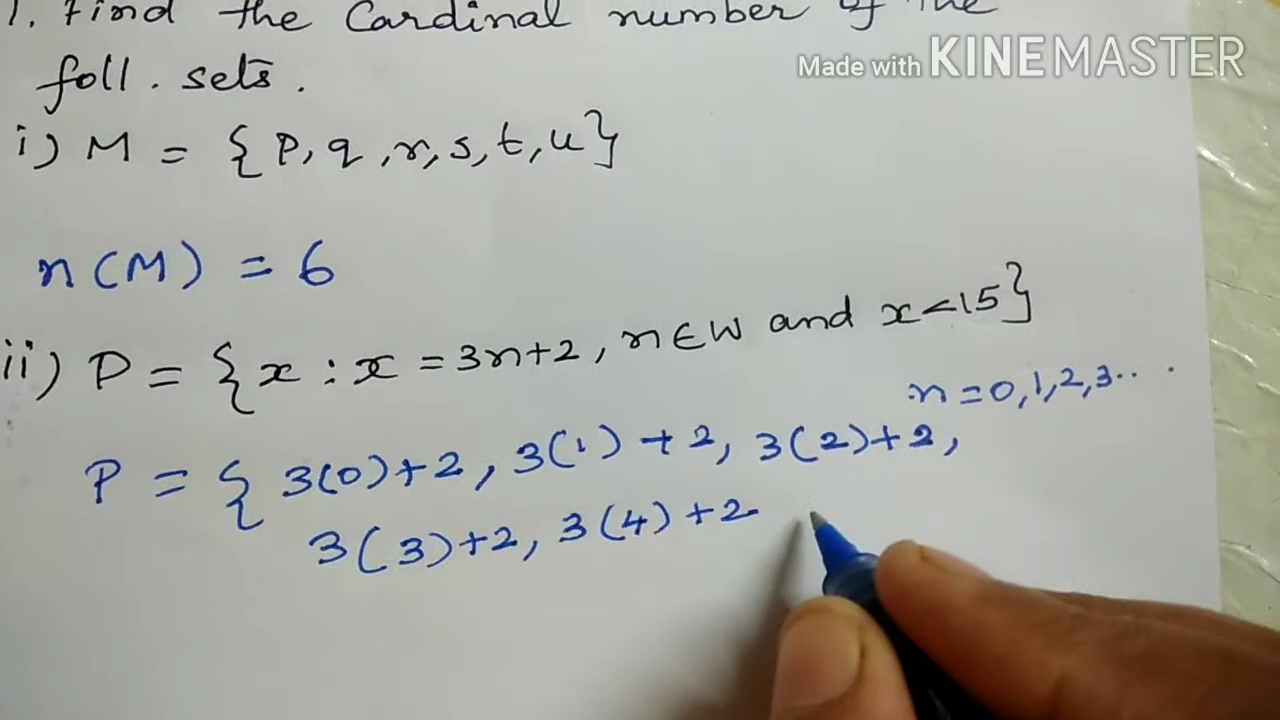 1. Find the Cardinal number of the
Made with KINEMASTER
foll. sets.
i) M = {P, q, r, s, t, u}
n(M) = 6
ii) P = {x : x = 3n+2, n∈W and x<15}
n = 0,1,2,3...
P = { 3(0)+2, 3(1)+2, 3(2)+2,
3(3)+2, 3(4)+2